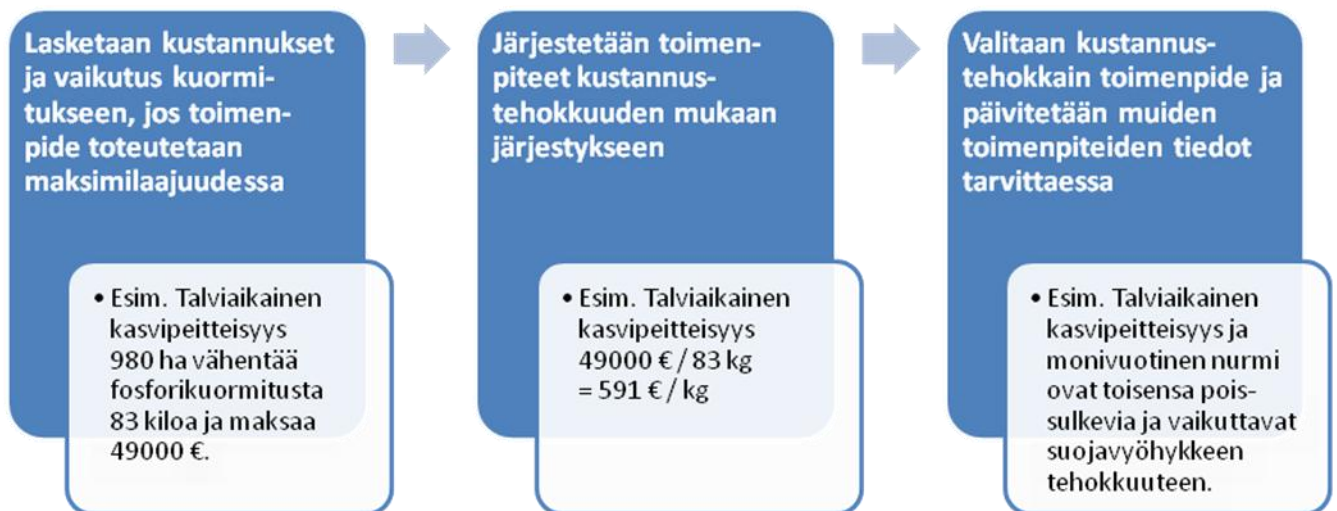 Lasketaan kustannukset
ja vaikutus kuormi-
tukseen, jos toimen-
pide toteutetaan
maksimilaajuudessa
• Esim. Talviaikainen
kasvipeitteisyys
980 ha vähentää
fosforikuormitusta
83 kiloa ja maksaa
49000 €.
Järjestetään toimen-
piteet kustannus-
tehokkuuden mukaan
järjestykseen
• Esim. Talviaikainen
kasvipeitteisyys
49000 € / 83 kg
= 591 € / kg
Valitaan kustannus-
tehokkain toimenpide ja
päivitetään muiden
toimenpiteiden tiedot
tarvittaessa
• Esim. Talviaikainen
kasvipeitteisyys ja
monivuotinen nurmi
ovat toisensa pois-
sulkevia ja vaikuttavat
suojavyöhykkeen
tehokkuuteen.